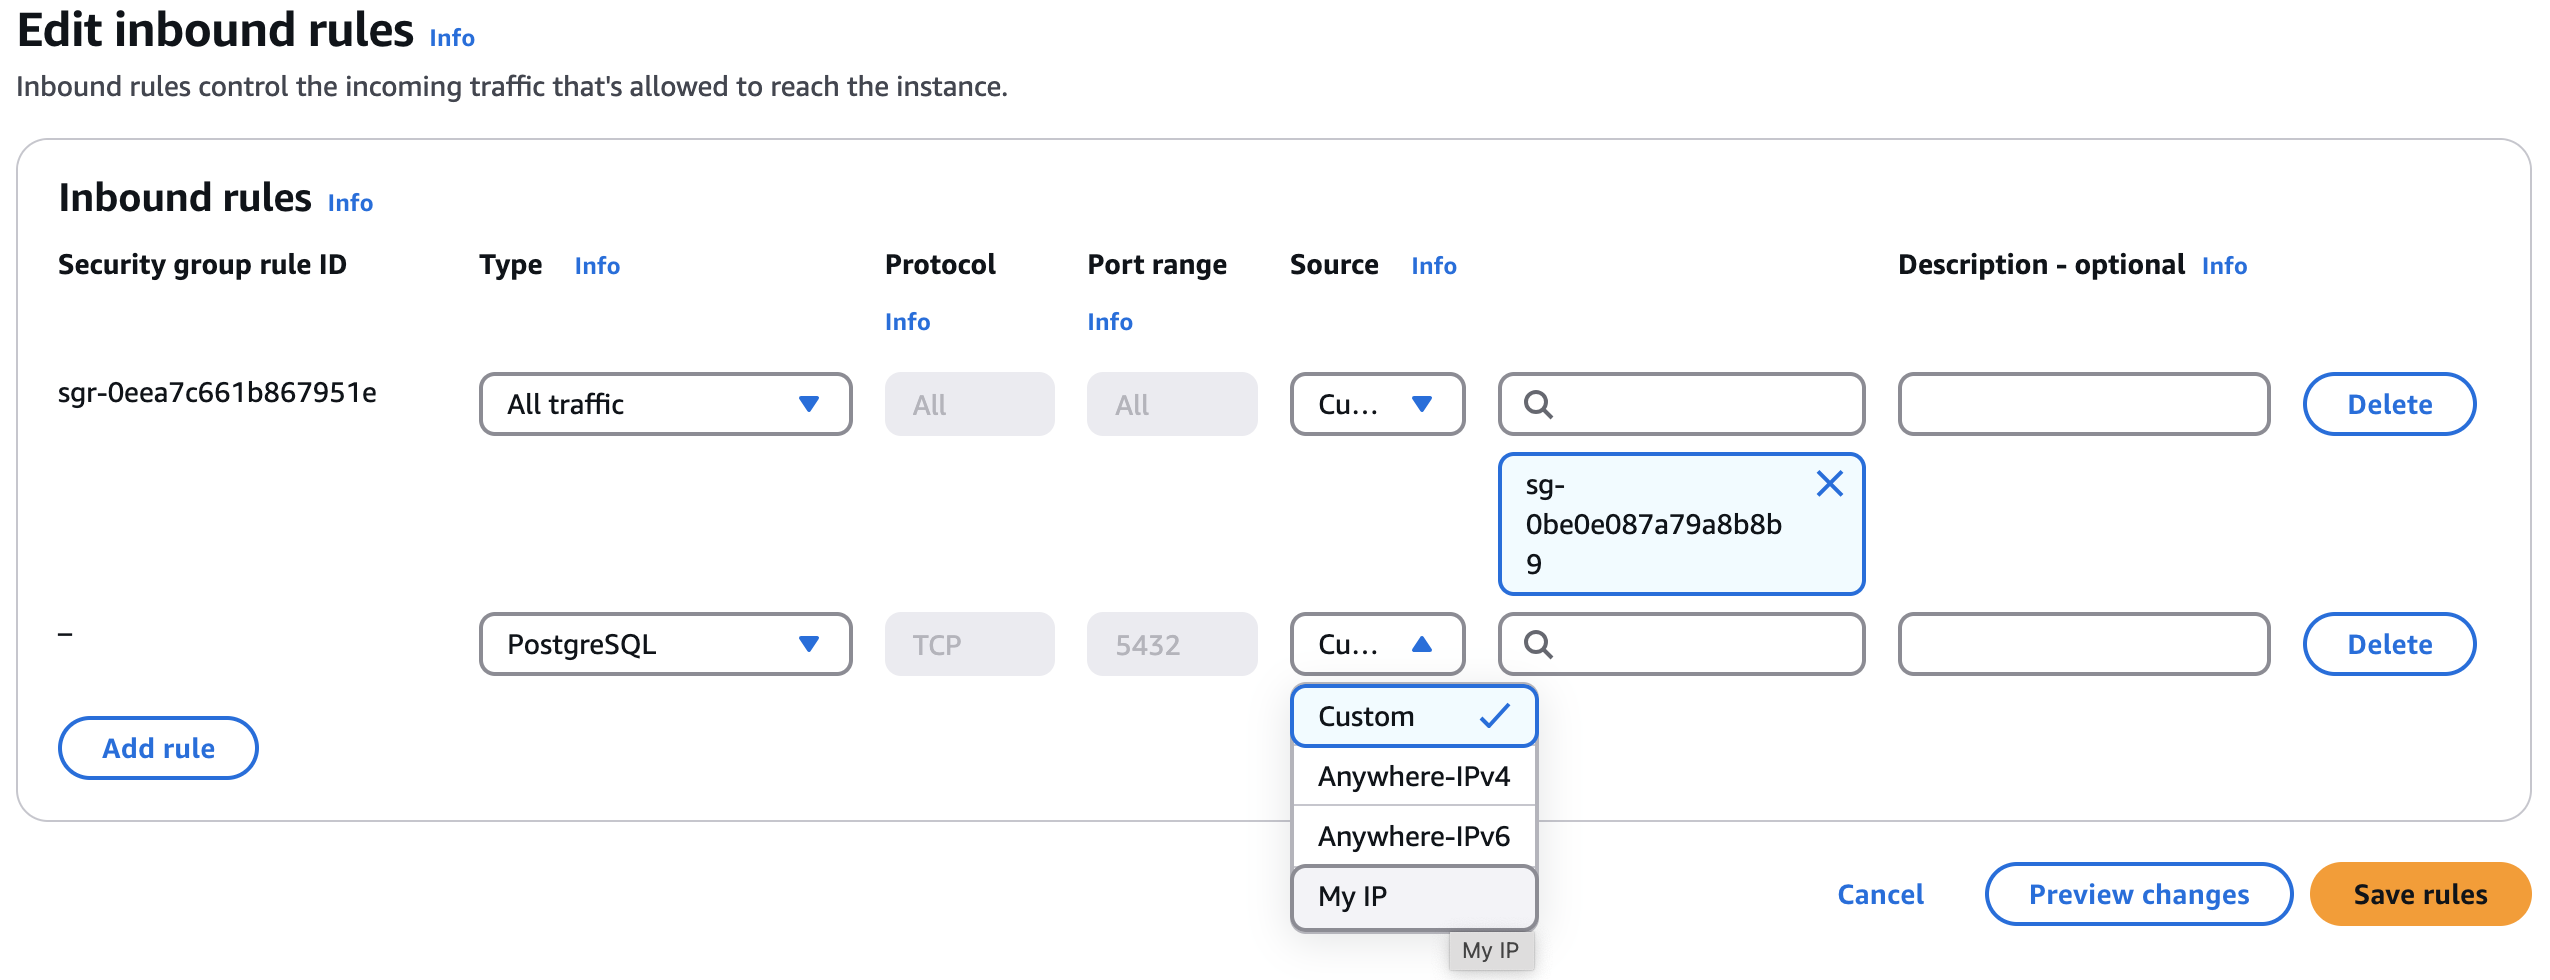 Edit inbound rules Info
Inbound rules control the incoming traffic that's allowed to reach the instance.
Inbound rules Info
Security group rule ID
Type Info
Protocol
Info
Port range
Info
Source Info
Description - optional Info
sgr-0eea7c661b867951e
All traffic
All
All
Cu...
Delete
sg-
0be0e087a79a8b8b
9
–
PostgreSQL
TCP
5432
Cu...
Delete
Custom
Anywhere-IPv4
Anywhere-IPv6
My IP
My IP
Add rule
Cancel
Preview changes
Save rules